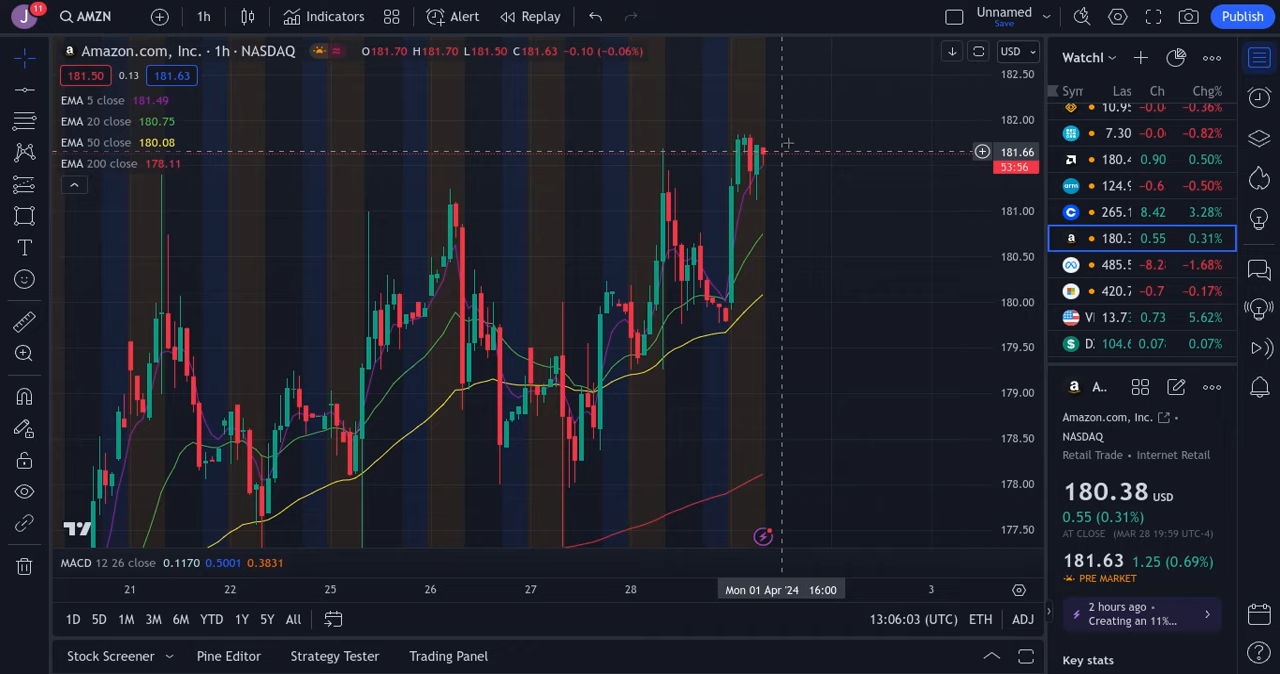 J 11 AMZN 1h Indicators Alert Replay Unnamed Save Publish
Amazon.com, Inc. · 1h · NASDAQ O181.70 H181.70 L181.50 C181.63 −0.10 (−0.06%) USD
181.50 0.13 181.63
EMA 5 close 181.49
EMA 20 close 180.75
EMA 50 close 180.08
EMA 200 close 178.11
182.50
182.00
181.66
53:56
181.00
180.50
180.00
179.50
179.00
178.50
178.00
177.50
MACD 12 26 close 0.1170 0.5001 0.3831
21 22 25 26 27 28 Mon 01 Apr '24 16:00 3
1D 5D 1M 3M 6M YTD 1Y 5Y All 13:06:03 (UTC) ETH ADJ
Stock Screener Pine Editor Strategy Tester Trading Panel
Watchl
Syn Las Ch Chg%
10.95 −0.0 −0.36%
7.30 −0.0 −0.82%
180.4 0.90 0.50%
arm 124.9 −0.6 −0.50%
265.1 8.42 3.28%
a 180.3 0.55 0.31%
485.5 −8.2 −1.68%
420.7 −0.7 −0.17%
VI 13.73 0.73 5.62%
D. 104.6 0.07 0.07%
a A..
Amazon.com, Inc. •
NASDAQ
Retail Trade • Internet Retail
180.38 USD
0.55 (0.31%)
AT CLOSE (MAR 28 19:59 UTC-4)
181.63 1.25 (0.69%)
PRE MARKET
2 hours ago •
Creating an 11%...
Key stats